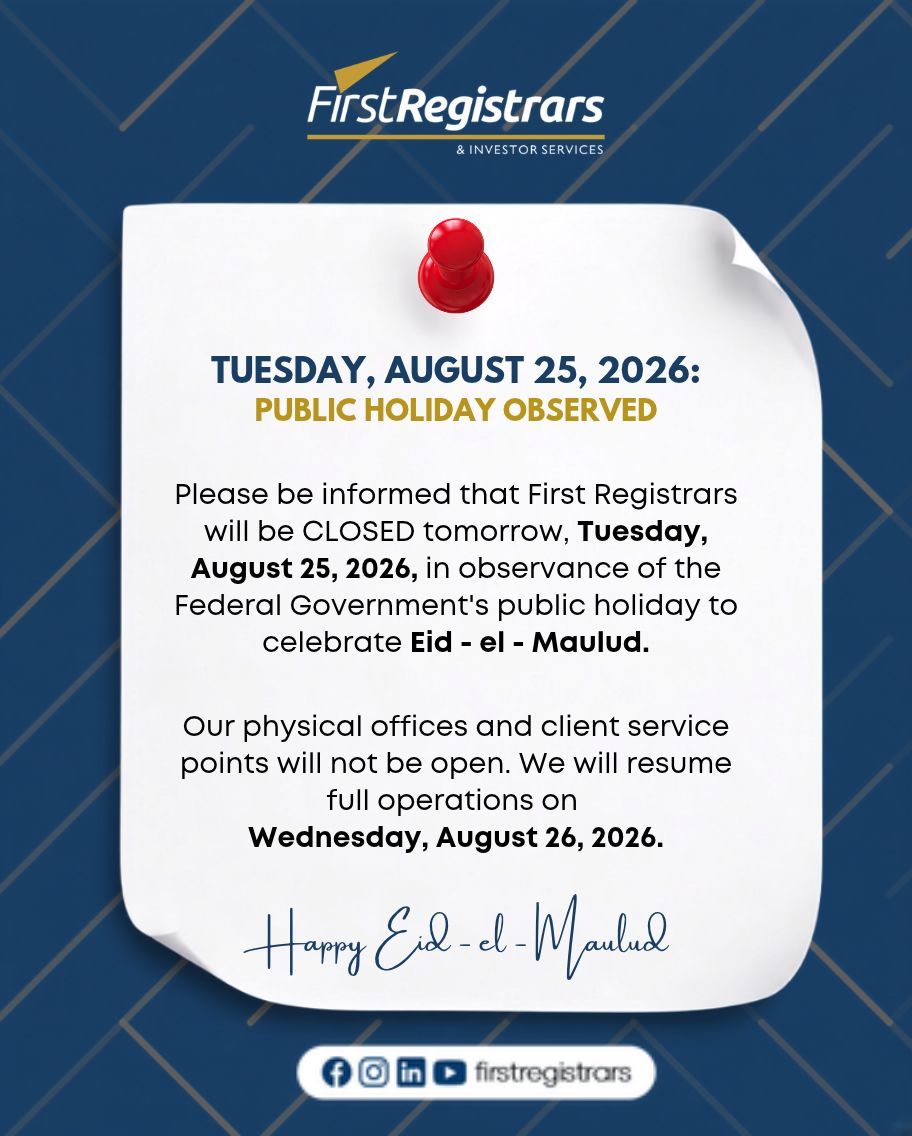 FirstRegistrars
& INVESTOR SERVICES
TUESDAY, AUGUST 25, 2026:
PUBLIC HOLIDAY OBSERVED
Please be informed that First Registrars
will be CLOSED tomorrow, Tuesday,
August 25, 2026, in observance of the
Federal Government's public holiday to
celebrate Eid - el - Maulud.
Our physical offices and client service
points will not be open. We will resume
full operations on
Wednesday, August 26, 2026.
Happy Eid - el - Maulud
firstregistrars